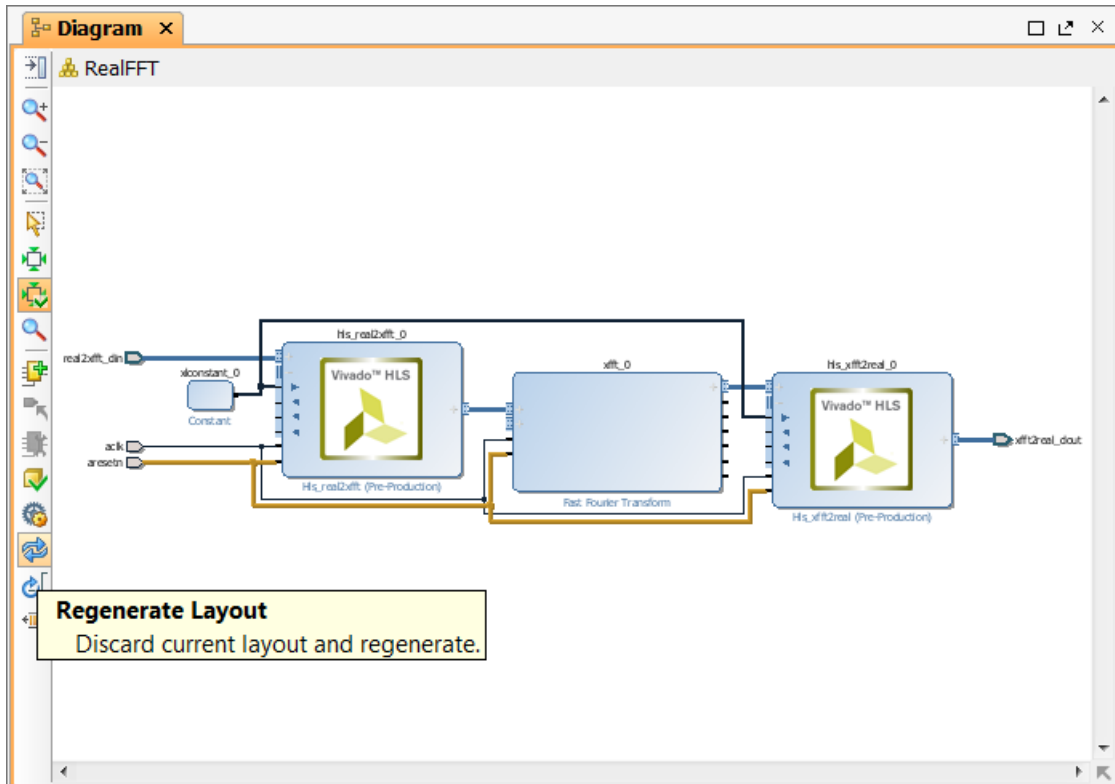 Diagram
RealFFT
hls_real2xfft_0
real2xfft_din
xlconstant_0
Vivado™ HLS
Constant
aclk
aresetn
Hls_real2xfft (Pre-Production)
xfft_0
Fast Fourier Transform
hls_xfft2real_0
Vivado™ HLS
xfft2real_dout
Hls_xfft2real (Pre-Production)
Regenerate Layout
Discard current layout and regenerate.